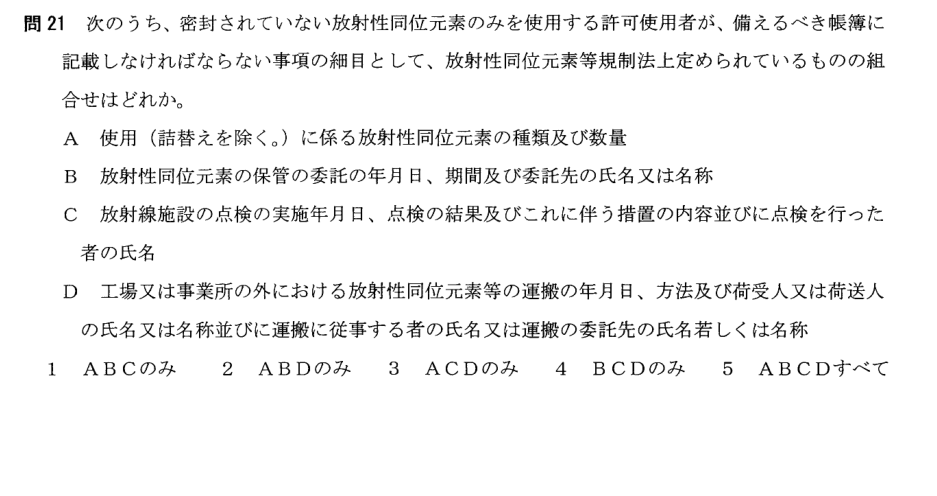 問21 次のうち、密封されていない放射性同位元素のみを使用する許可使用者が、備えるべき帳簿に
記載しなければならない事項の細目として、放射性同位元素等規制法上定められているものの組
合せはどれか。
A 使用（詰替えを除く。）に係る放射性同位元素の種類及び数量
B 放射性同位元素の保管の委託の年月日、期間及び委託先の氏名又は名称
C 放射線施設の点検の実施年月日、点検の結果及びこれに伴う措置の内容並びに点検を行った
者の氏名
D 工場又は事業所の外における放射性同位元素等の運搬の年月日、方法及び荷受人又は荷送人
の氏名又は名称並びに運搬に従事する者の氏名又は運搬の委託先の氏名若しくは名称
1 ABCのみ 2 ABDのみ 3 ACDのみ 4 BCDのみ 5 ABCDすべて